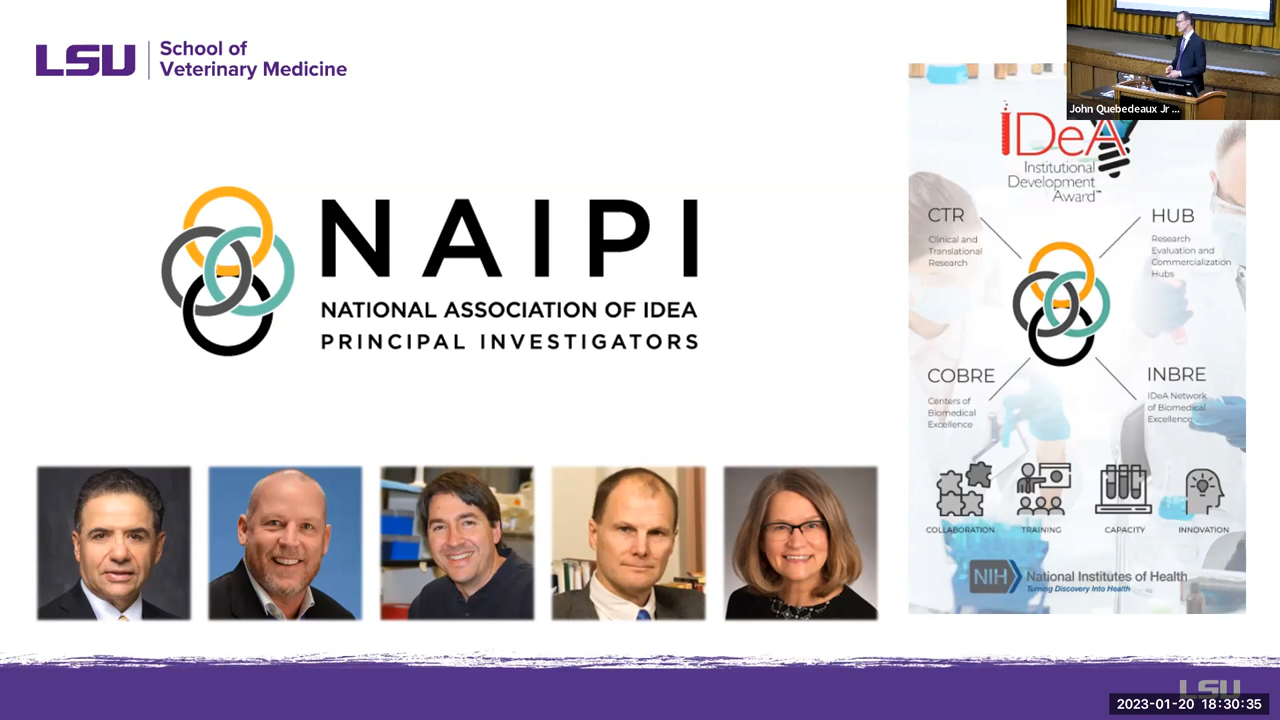 LSU
School of
Veterinary Medicine
NAIPI
NATIONAL ASSOCIATION OF IDEA
PRINCIPAL INVESTIGATORS
John Quebedeaux Jr ...
IDeA
Institutional
Development
Award™
CTR
Clinical and
Translational
Research
HUB
Research
Evaluation and
Commercialization
Hubs
COBRE
Centers of
Biomedical
Excellence
INBRE
IDeA Network
of Biomedical
Excellence
COLLABORATION
TRAINING
CAPACITY
INNOVATION
NIH
National Institutes of Health
Turning Discovery Into Health
LSU
2023-01-20 18:30:35